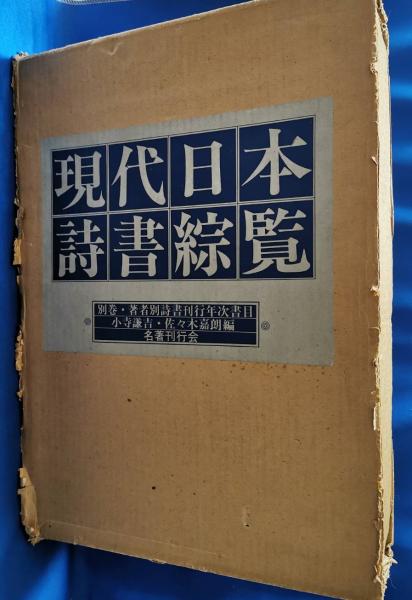 現代日本
詩書綜覧
別巻・著者別詩書刊行年次書目
小寺謙吉・佐々木嘉朗編
名著刊行会